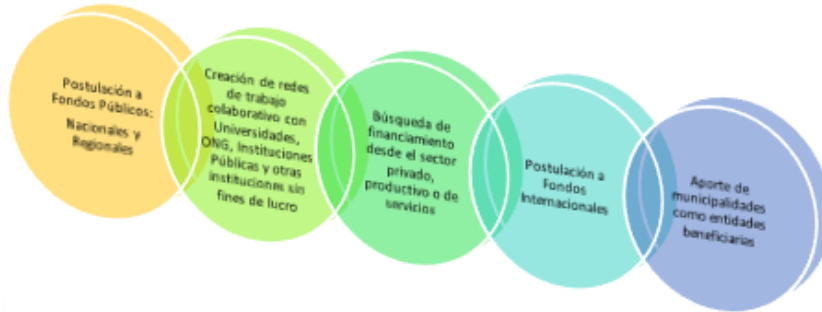 Postulación a
Fondos Públicos:
Nacionales y
Regionales
Creación de redes
de trabajo
colaborativo con
Universidades,
ONG, Instituciones
Públicas y otras
instituciones sin
fines de lucro
Búsqueda de
financiamiento
desde el sector
privado,
productivo o de
servicios
Postulación a
Fondos
Internacionales
Aporte de
municipalidades
como entidades
beneficiarias